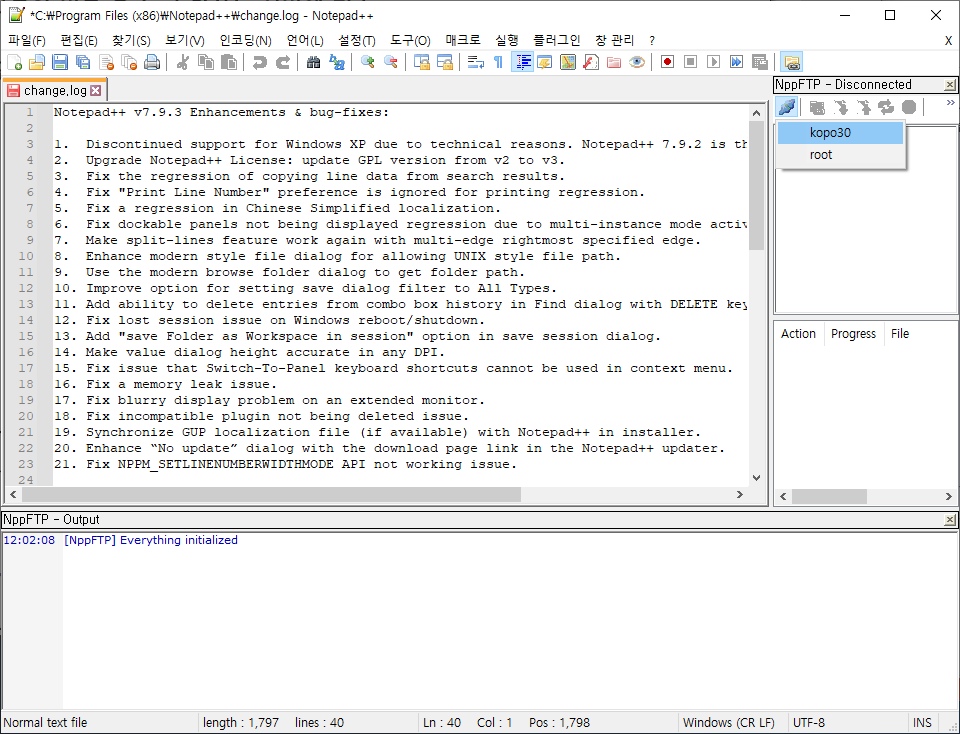 *C:₩Program Files (x86)₩Notepad++₩change.log - Notepad++
파일(F) 편집(E) 찾기(S) 보기(V) 인코딩(N) 언어(L) 설정(T) 도구(O) 매크로 실행 플러그인 창 관리 ? X
change.log
1 Notepad++ v7.9.3 Enhancements & bug-fixes:
2
3 1. Discontinued support for Windows XP due to technical reasons. Notepad++ 7.9.2 is th
4 2. Upgrade Notepad++ License: update GPL version from v2 to v3.
5 3. Fix the regression of copying line data from search results.
6 4. Fix "Print Line Number" preference is ignored for printing regression.
7 5. Fix a regression in Chinese Simplified localization.
8 6. Fix dockable panels not being displayed regression due to multi-instance mode activ
9 7. Make split-lines feature work again with multi-edge rightmost specified edge.
10 8. Enhance modern style file dialog for allowing UNIX style file path.
11 9. Use the modern browse folder dialog to get folder path.
12 10. Improve option for setting save dialog filter to All Types.
13 11. Add ability to delete entries from combo box history in Find dialog with DELETE key
14 12. Fix lost session issue on Windows reboot/shutdown.
15 13. Add "save Folder as Workspace in session" option in save session dialog.
16 14. Make value dialog height accurate in any DPI.
17 15. Fix issue that Switch-To-Panel keyboard shortcuts cannot be used in context menu.
18 16. Fix a memory leak issue.
19 17. Fix blurry display problem on an extended monitor.
20 18. Fix incompatible plugin not being deleted issue.
21 19. Synchronize GUP localization file (if available) with Notepad++ in installer.
22 20. Enhance “No update” dialog with the download page link in the Notepad++ updater.
23 21. Fix NPPM_SETLINENUMBERWIDTHMODE API not working issue.
24
NppFTP - Disconnected
kopo30
root
Action Progress File
NppFTP - Output
12:02:08 [NppFTP] Everything initialized
Normal text file length : 1,797 lines : 40 Ln : 40 Col : 1 Pos : 1,798 Windows (CR LF) UTF-8 INS